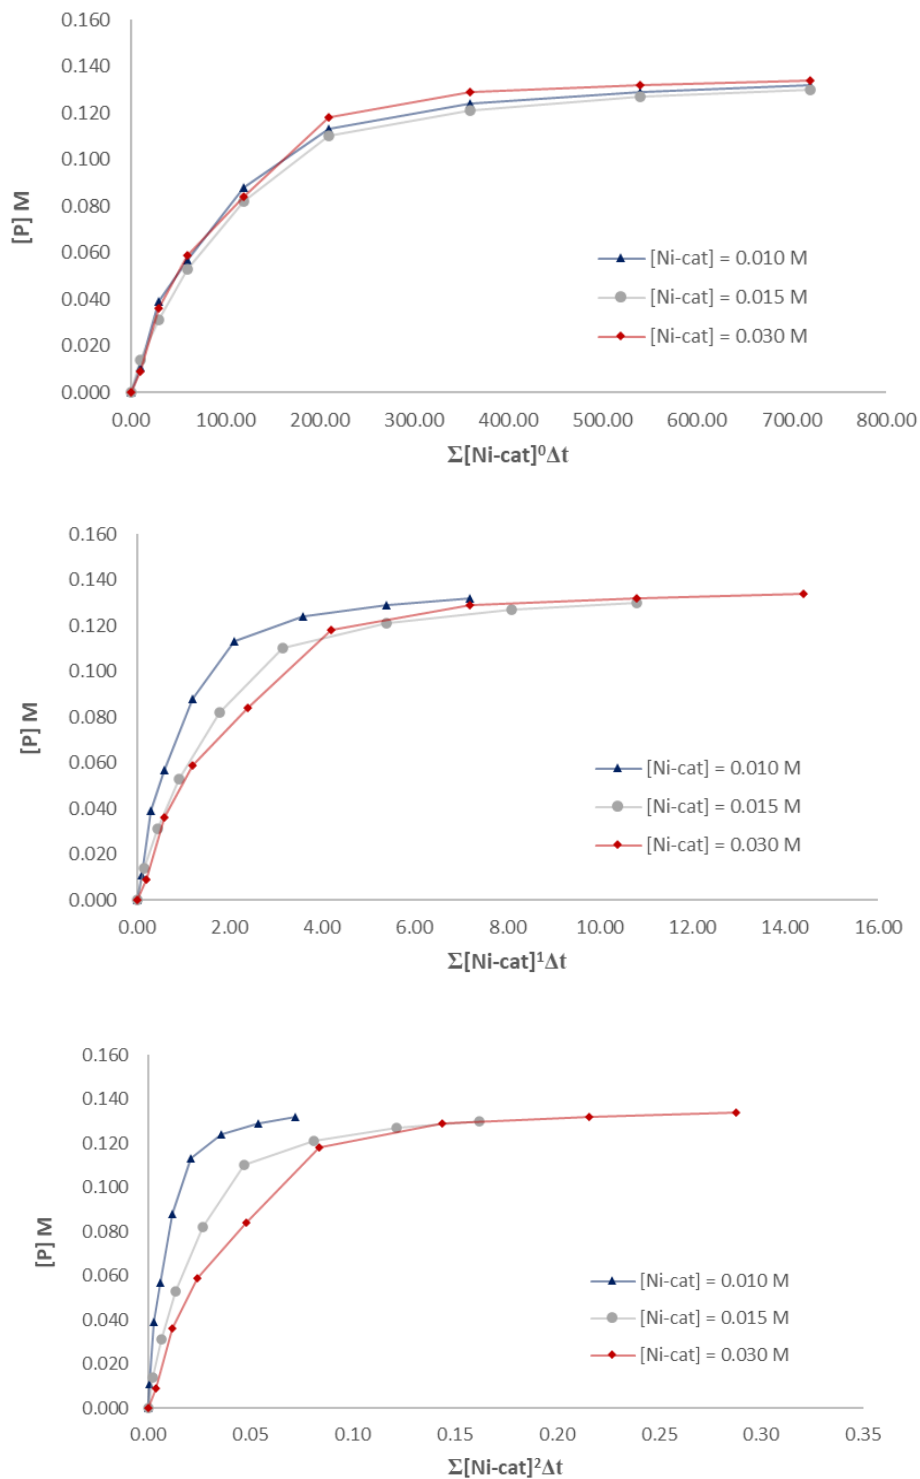 0.160
0.140
0.120
0.100
0.080
0.060
0.040
0.020
0.000
[P] M
[Ni-cat] = 0.010 M
[Ni-cat] = 0.015 M
[Ni-cat] = 0.030 M
0.00 100.00 200.00 300.00 400.00 500.00 600.00 700.00 800.00
Σ[Ni-cat]⁰Δt
0.160
0.140
0.120
0.100
0.080
0.060
0.040
0.020
0.000
[P] M
[Ni-cat] = 0.010 M
[Ni-cat] = 0.015 M
[Ni-cat] = 0.030 M
0.00 2.00 4.00 6.00 8.00 10.00 12.00 14.00 16.00
Σ[Ni-cat]¹Δt
0.160
0.140
0.120
0.100
0.080
0.060
0.040
0.020
0.000
[P] M
[Ni-cat] = 0.010 M
[Ni-cat] = 0.015 M
[Ni-cat] = 0.030 M
0.00 0.05 0.10 0.15 0.20 0.25 0.30 0.35
Σ[Ni-cat]²Δt